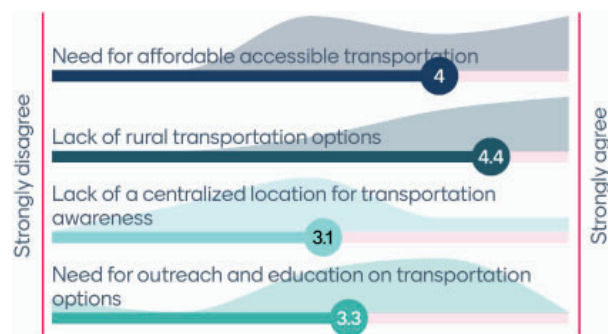 Strongly disagree
Need for affordable accessible transportation
4
Lack of rural transportation options
4.4
Lack of a centralized location for transportation
awareness
3.1
Need for outreach and education on transportation
options
3.3
Strongly agree